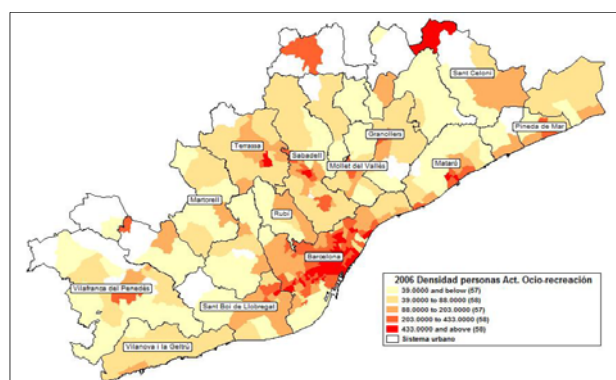 Sant Celoni
Pineda de Mar
Granollers
Terrassa
Sabadell
Mollet del Vallès
Mataró
Martorell
Rubí
Barcelona
Vilafranca del Penedès
Sant Boi de Llobregat
Vilanova i la Geltrú
2006 Densidad personas Act. Ocio-recreación
39.0000 and below (57)
39.0000 to 88.0000 (58)
88.0000 to 203.0000 (57)
203.0000 to 433.0000 (58)
433.0000 and above (58)
Sistema urbano